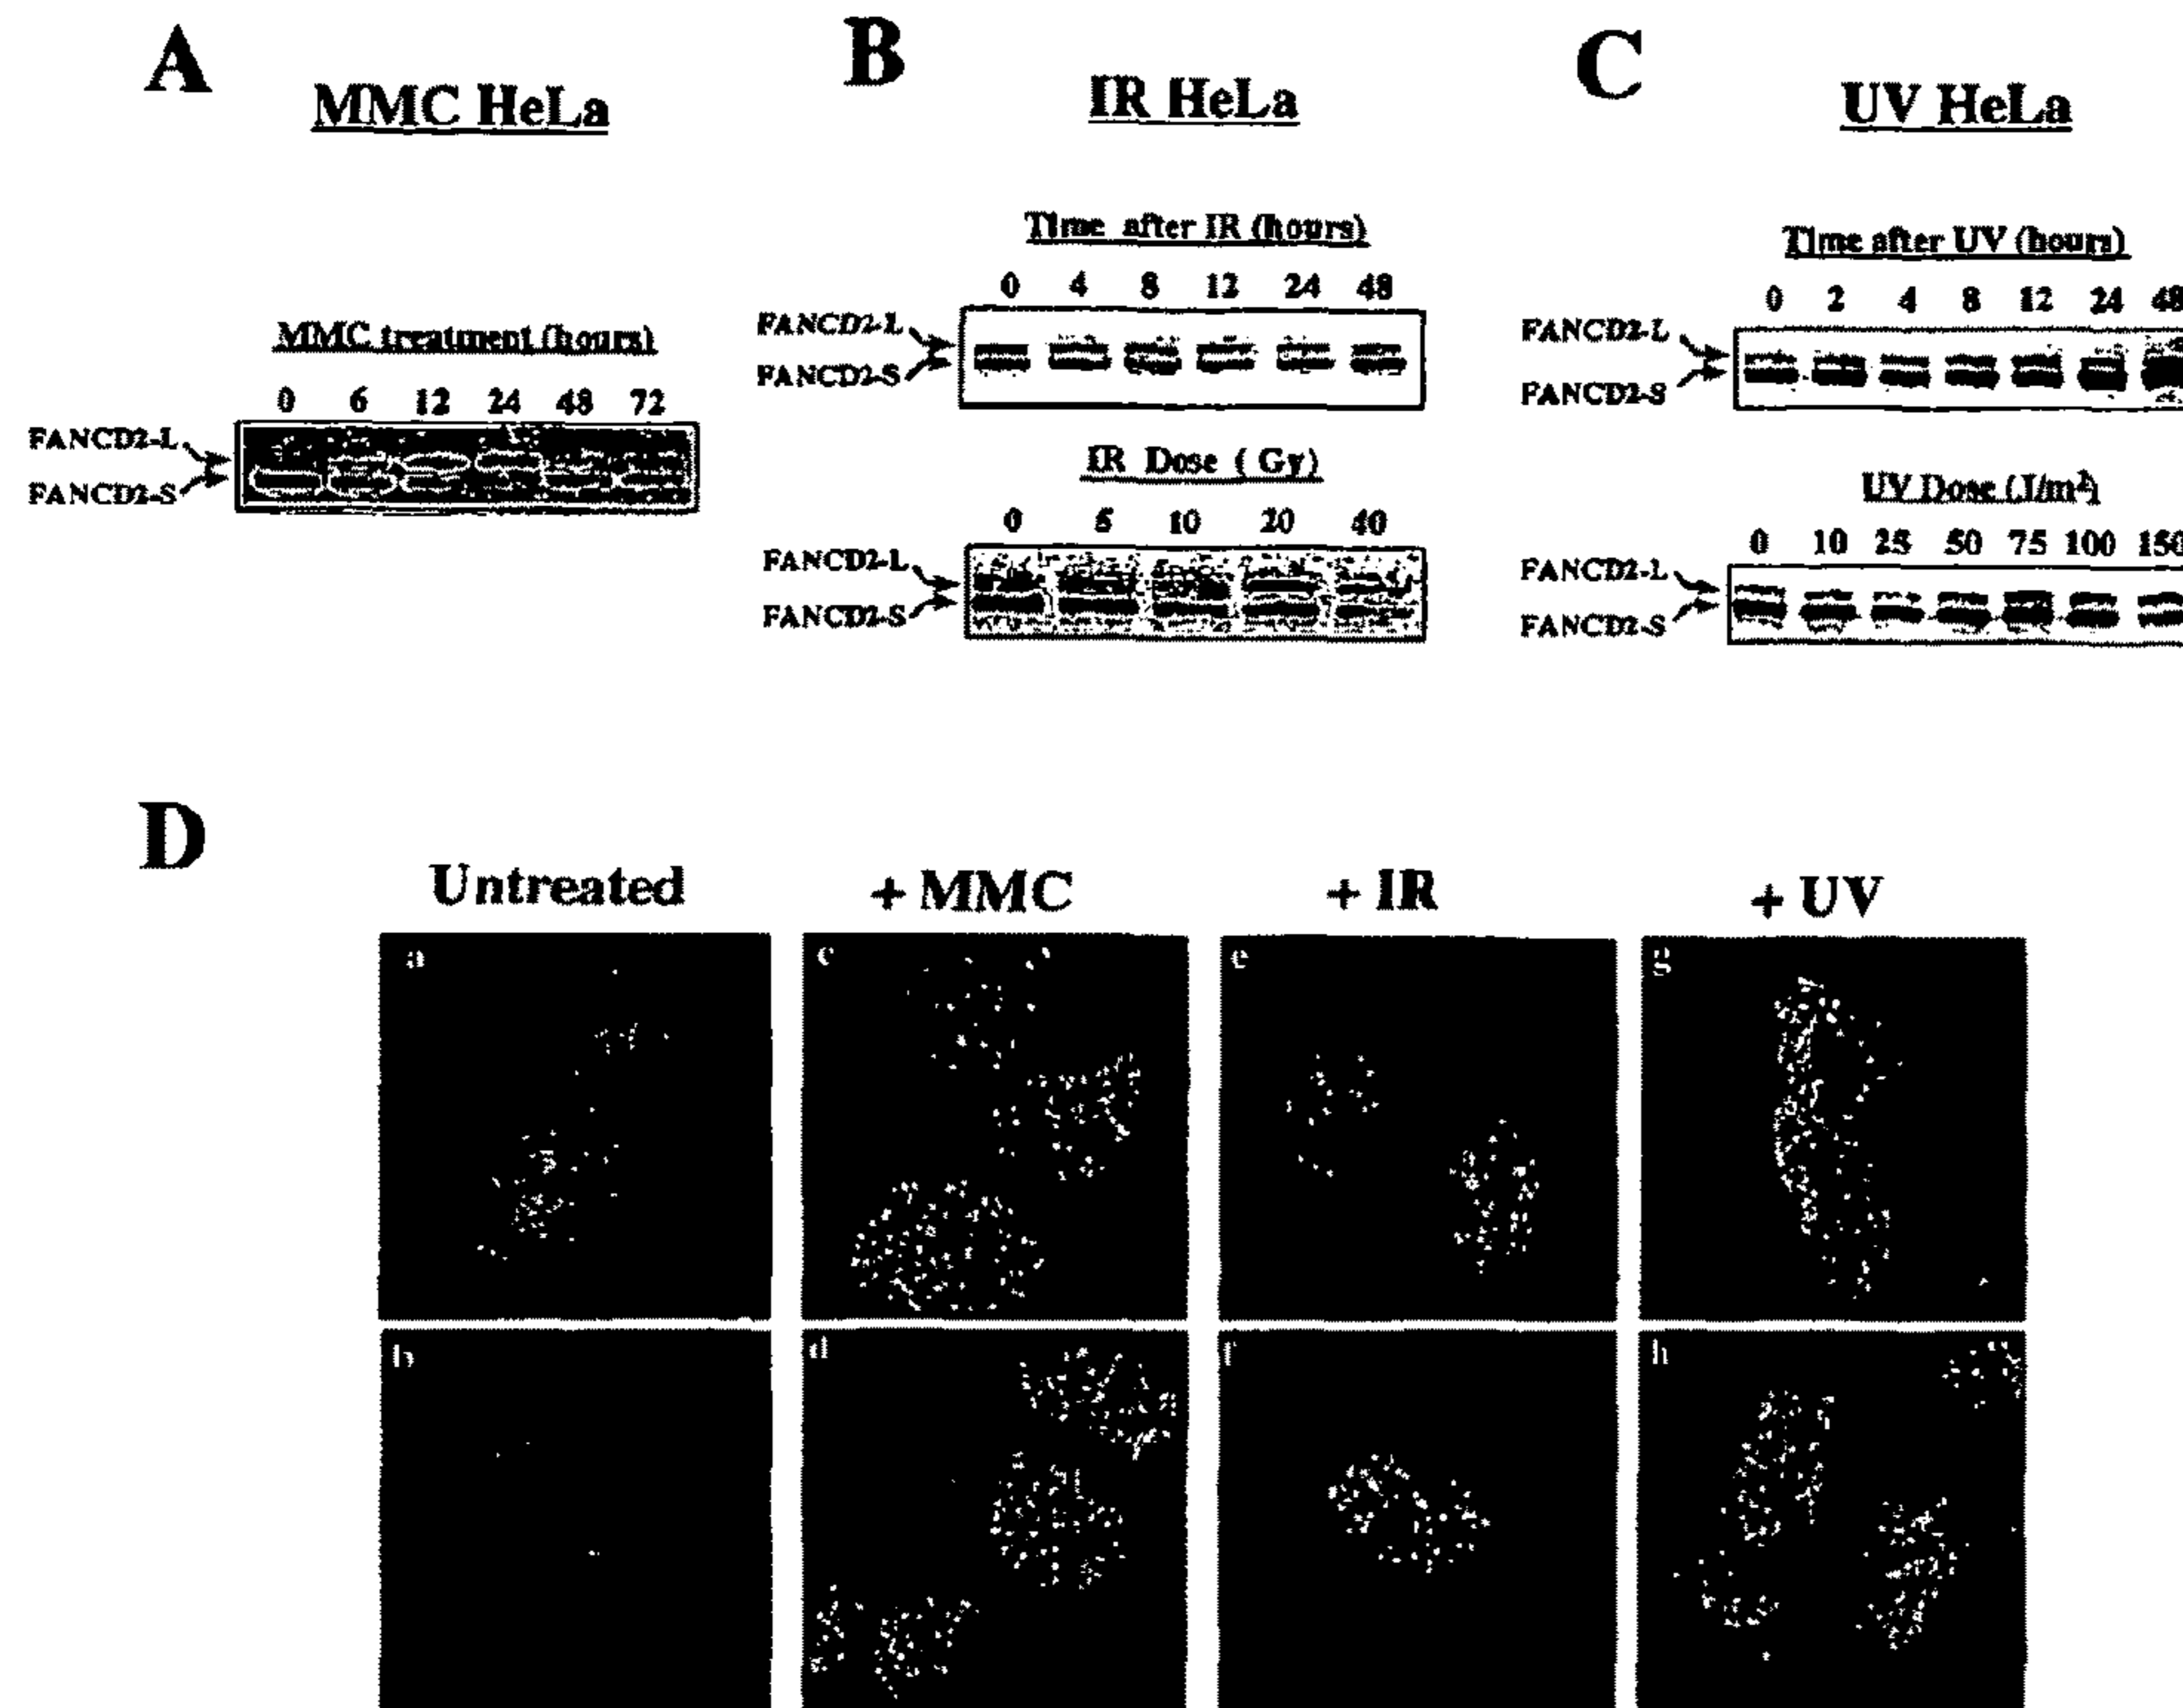 A
MMC HeLa
MMC treatment (hours)
0 6 12 24 48 72
FANCD2-L
FANCD2-S
B
IR HeLa
Time after IR (hours)
0 4 8 12 24 48
FANCD2-L
FANCD2-S
IR Dose ( Gy)
0 5 10 20 40
FANCD2-L
FANCD2-S
C
UV HeLa
Time after UV (hours)
0 2 4 8 12 24 48
FANCD2-L
FANCD2-S
UV Dose (J/m²)
0 10 25 50 75 100 150
FANCD2-L
FANCD2-S
D
Untreated + MMC + IR + UV
a c e g
b d f h